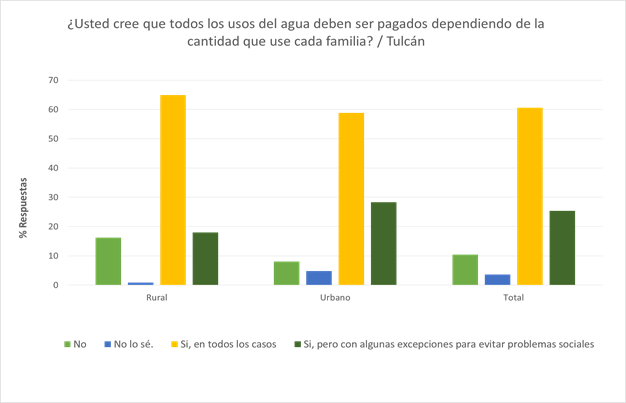 ¿Usted cree que todos los usos del agua deben ser pagados dependiendo de la
cantidad que use cada familia? / Tulcán
% Respuestas
70
60
50
40
30
20
10
0
Rural Urbano Total
No No lo sé. Si, en todos los casos Si, pero con algunas excepciones para evitar problemas sociales